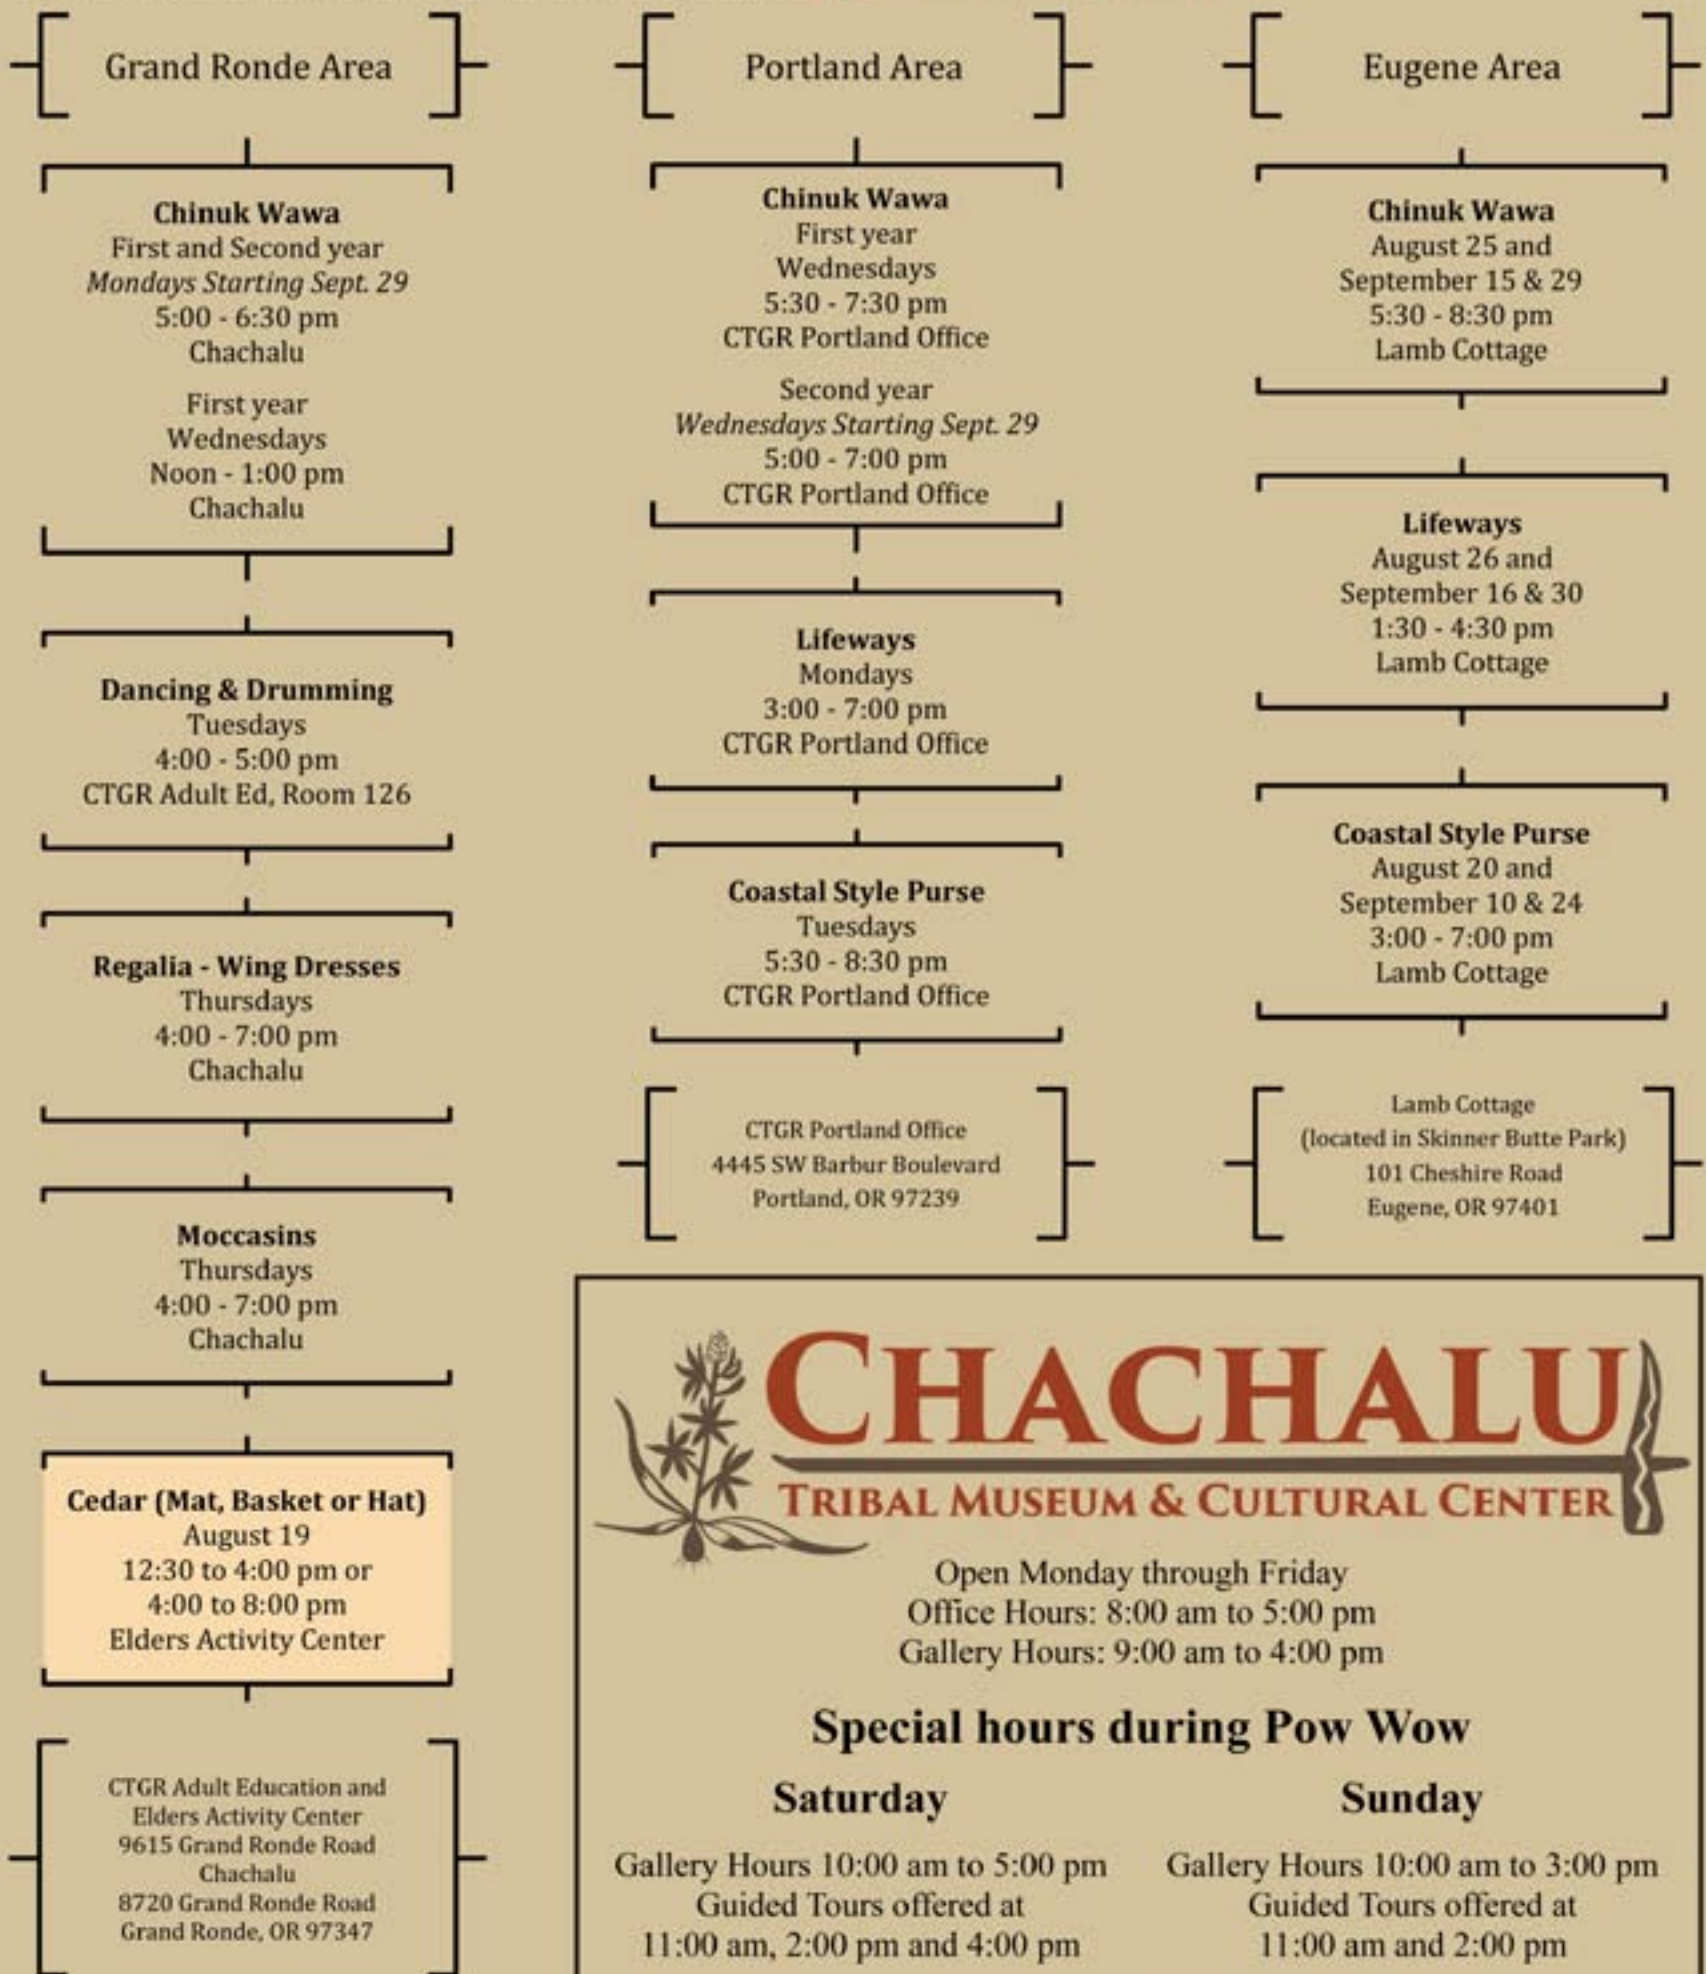 Grand Ronde Area
Chinuk Wawa
First and Second year
Mondays Starting Sept. 29
5:00 - 6:30 pm
Chachalu
First year
Wednesdays
Noon - 1:00 pm
Chachalu
Dancing & Drumming
Tuesdays
4:00 - 5:00 pm
CTGR Adult Ed, Room 126
Regalia - Wing Dresses
Thursdays
4:00 - 7:00 pm
Chachalu
Moccasins
Thursdays
4:00 - 7:00 pm
Chachalu
Cedar (Mat, Basket or Hat)
August 19
12:30 to 4:00 pm or
4:00 to 8:00 pm
Elders Activity Center
CTGR Adult Education and
Elders Activity Center
9615 Grand Ronde Road
Chachalu
8720 Grand Ronde Road
Grand Ronde, OR 97347
Portland Area
Chinuk Wawa
First year
Wednesdays
5:30 - 7:30 pm
CTGR Portland Office
Second year
Wednesdays Starting Sept. 29
5:00 - 7:00 pm
CTGR Portland Office
Lifeways
Mondays
3:00 - 7:00 pm
CTGR Portland Office
Coastal Style Purse
Tuesdays
5:30 - 8:30 pm
CTGR Portland Office
CTGR Portland Office
4445 SW Barbur Boulevard
Portland, OR 97239
Eugene Area
Chinuk Wawa
August 25 and
September 15 & 29
5:30 - 8:30 pm
Lamb Cottage
Lifeways
August 26 and
September 16 & 30
1:30 - 4:30 pm
Lamb Cottage
Coastal Style Purse
August 20 and
September 10 & 24
3:00 - 7:00 pm
Lamb Cottage
Lamb Cottage
(located in Skinner Butte Park)
101 Cheshire Road
Eugene, OR 97401
CHACHALU
TRIBAL MUSEUM & CULTURAL CENTER
Open Monday through Friday
Office Hours: 8:00 am to 5:00 pm
Gallery Hours: 9:00 am to 4:00 pm
Special hours during Pow Wow
Saturday
Gallery Hours 10:00 am to 5:00 pm
Guided Tours offered at
11:00 am, 2:00 pm and 4:00 pm
Sunday
Gallery Hours 10:00 am to 3:00 pm
Guided Tours offered at
11:00 am and 2:00 pm